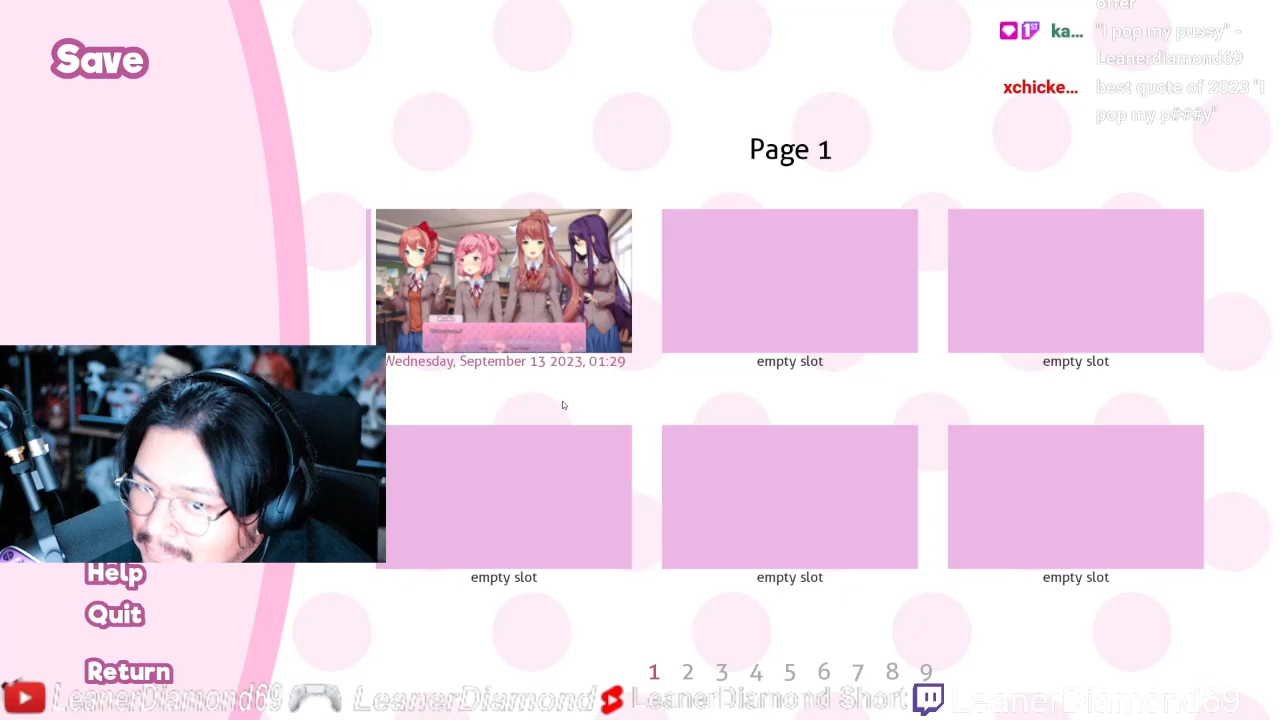 Save
offer
ka...
"I pop my pussy" -
Leanerdiamond69
xchicke...
best quote of 2023 "I
pop my p###y"
Page 1
Wednesday, September 13 2023, 01:29
empty slot
empty slot
empty slot
empty slot
empty slot
Help
Quit
Return
1 2 3 4 5 6 7 8 9
LeanerDiamond69
LeanerDiamond
LeanerDiamond Short
LeanerDiamond69